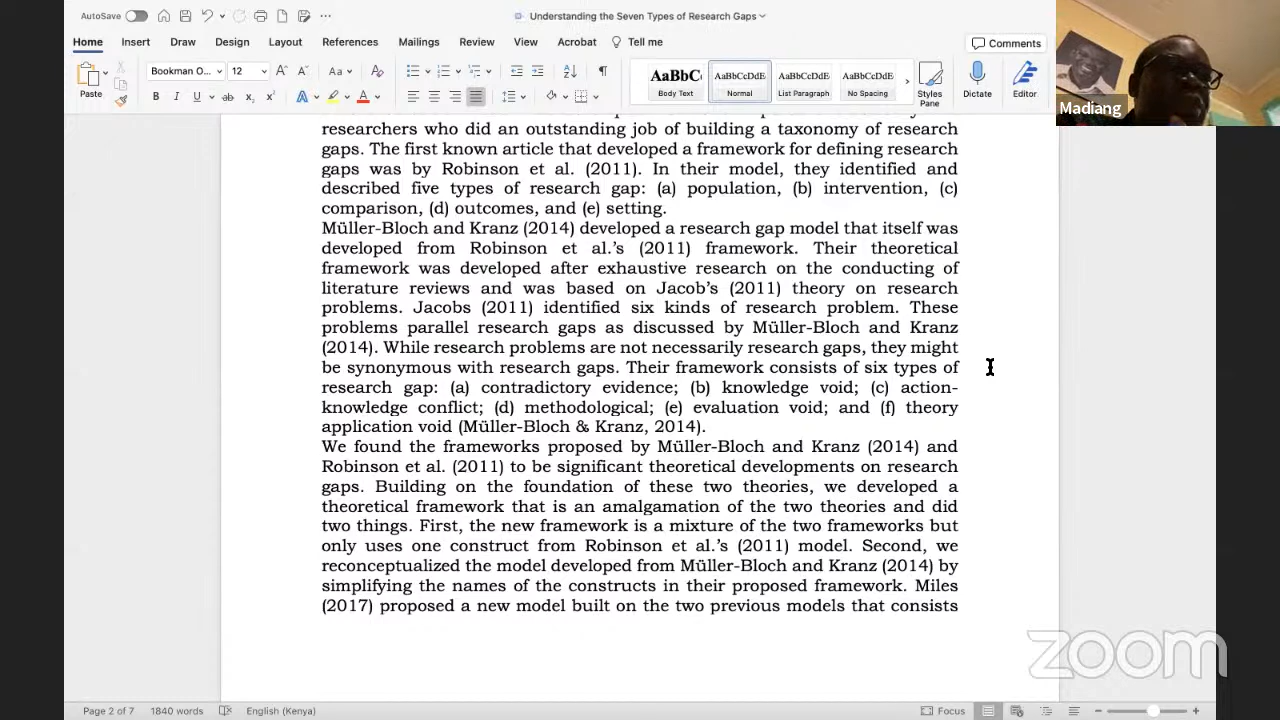 AutoSave
Understanding the Seven Types of Research Gaps
Home Insert Draw Design Layout References Mailings Review View Acrobat Tell me
Comments
Paste
Bookman O... 12
Body Text
Normal
List Paragraph
No Spacing
Styles Pane
Dictate
Editor
Madiang
researchers who did an outstanding job of building a taxonomy of research
gaps. The first known article that developed a framework for defining research
gaps was by Robinson et al. (2011). In their model, they identified and
described five types of research gap: (a) population, (b) intervention, (c)
comparison, (d) outcomes, and (e) setting.
Müller-Bloch and Kranz (2014) developed a research gap model that itself was
developed from Robinson et al.’s (2011) framework. Their theoretical
framework was developed after exhaustive research on the conducting of
literature reviews and was based on Jacob’s (2011) theory on research
problems. Jacobs (2011) identified six kinds of research problem. These
problems parallel research gaps as discussed by Müller-Bloch and Kranz
(2014). While research problems are not necessarily research gaps, they might
be synonymous with research gaps. Their framework consists of six types of
research gap: (a) contradictory evidence; (b) knowledge void; (c) action-
knowledge conflict; (d) methodological; (e) evaluation void; and (f) theory
application void (Müller-Bloch & Kranz, 2014).
We found the frameworks proposed by Müller-Bloch and Kranz (2014) and
Robinson et al. (2011) to be significant theoretical developments on research
gaps. Building on the foundation of these two theories, we developed a
theoretical framework that is an amalgamation of the two theories and did
two things. First, the new framework is a mixture of the two frameworks but
only uses one construct from Robinson et al.’s (2011) model. Second, we
reconceptualized the model developed from Müller-Bloch and Kranz (2014) by
simplifying the names of the constructs in their proposed framework. Miles
(2017) proposed a new model built on the two previous models that consists
zoom
Page 2 of 7 1840 words English (Kenya) Focus